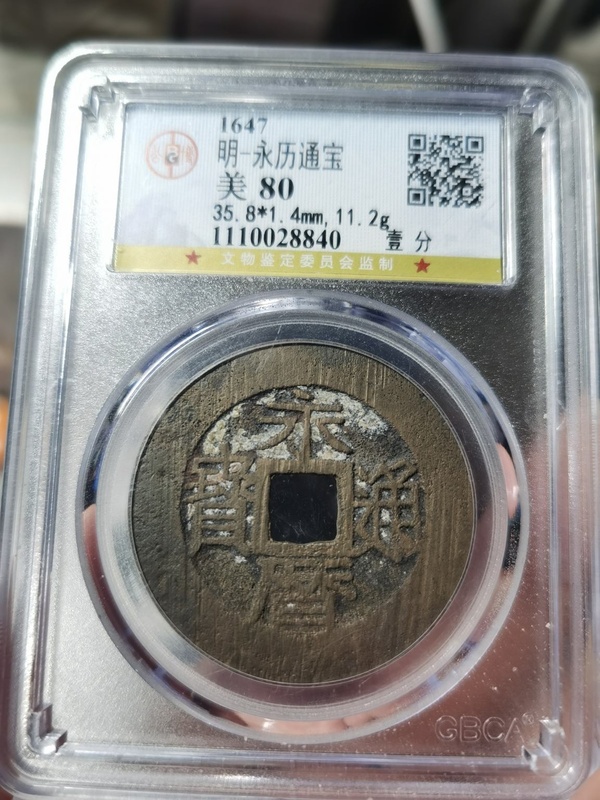 1647
明-永历通宝
美 80
35.8*1.4mm,11.2g
1110028840 壹 分
★ 文物鉴定委员会监制 ★
永
寳 通
曆
GBCA®